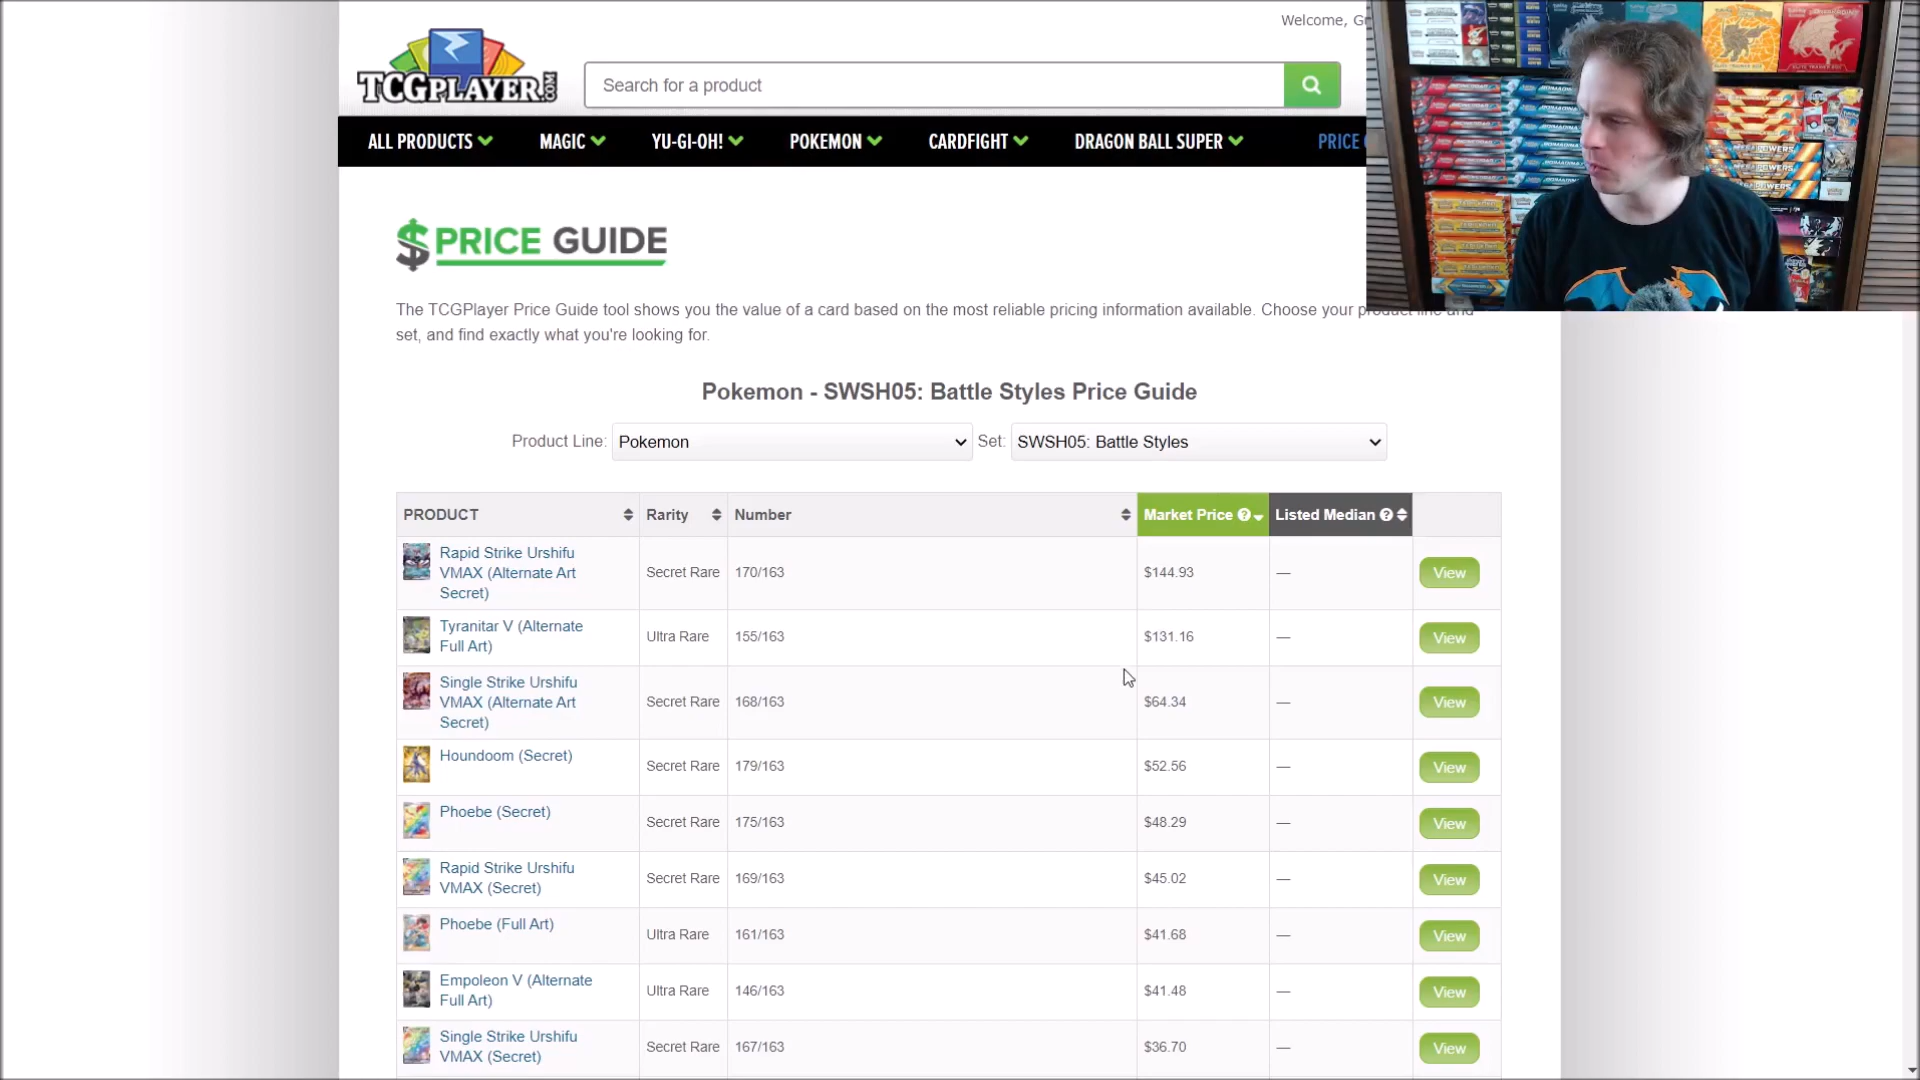 Welcome,
TCGPLAYER.COM
Search for a product
ALL PRODUCTS MAGIC YU-GI-OH! POKEMON CARDFIGHT DRAGON BALL SUPER PRICE
$PRICE GUIDE
The TCGPlayer Price Guide tool shows you the value of a card based on the most reliable pricing information available. Choose your product line and
set, and find exactly what you're looking for.
Pokemon - SWSH05: Battle Styles Price Guide
Product Line: Pokemon Set: SWSH05: Battle Styles
PRODUCT Rarity Number Market Price Listed Median
Rapid Strike Urshifu
VMAX (Alternate Art
Secret)
Secret Rare 170/163 $144.93 — View
Tyranitar V (Alternate
Full Art)
Ultra Rare 155/163 $131.16 — View
Single Strike Urshifu
VMAX (Alternate Art
Secret)
Secret Rare 168/163 $64.34 — View
Houndoom (Secret) Secret Rare 179/163 $52.56 — View
Phoebe (Secret) Secret Rare 175/163 $48.29 — View
Rapid Strike Urshifu
VMAX (Secret)
Secret Rare 169/163 $45.02 — View
Phoebe (Full Art) Ultra Rare 161/163 $41.68 — View
Empoleon V (Alternate
Full Art)
Ultra Rare 146/163 $41.48 — View
Single Strike Urshifu
VMAX (Secret)
Secret Rare 167/163 $36.70 — View